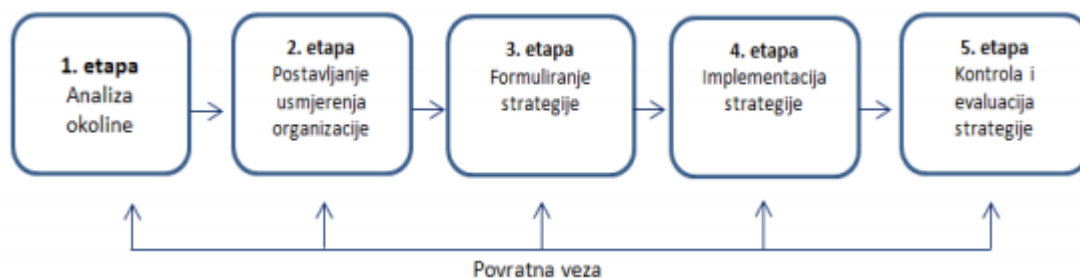 1. etapa
Analiza
okoline
2. etapa
Postavljanje
usmjerenja
organizacije
3. etapa
Formuliranje
strategije
4. etapa
Implementacija
strategije
5. etapa
Kontrola i
evaluacija
strategije
Povratna veza